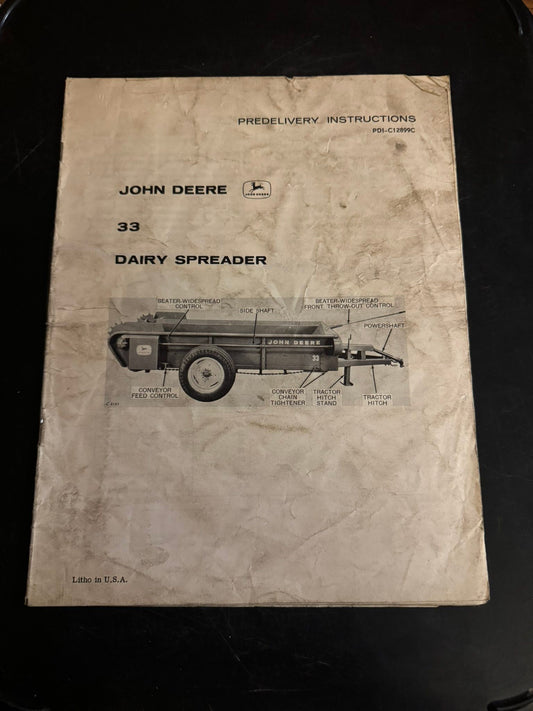 PREDELIVERY INSTRUCTIONS
PDI-C12899C
JOHN DEERE
JOHN DEERE
33
DAIRY SPREADER
BEATER-WIDESPREAD
CONTROL
SIDE SHAFT
BEATER-WIDESPREAD
FRONT THROW-OUT CONTROL
POWERSHAFT
JOHN DEERE
33
CONVEYOR
FEED CONTROL
CONVEYOR
CHAIN
TIGHTENER
TRACTOR
HITCH
STAND
TRACTOR
HITCH
Litho in U.S.A.